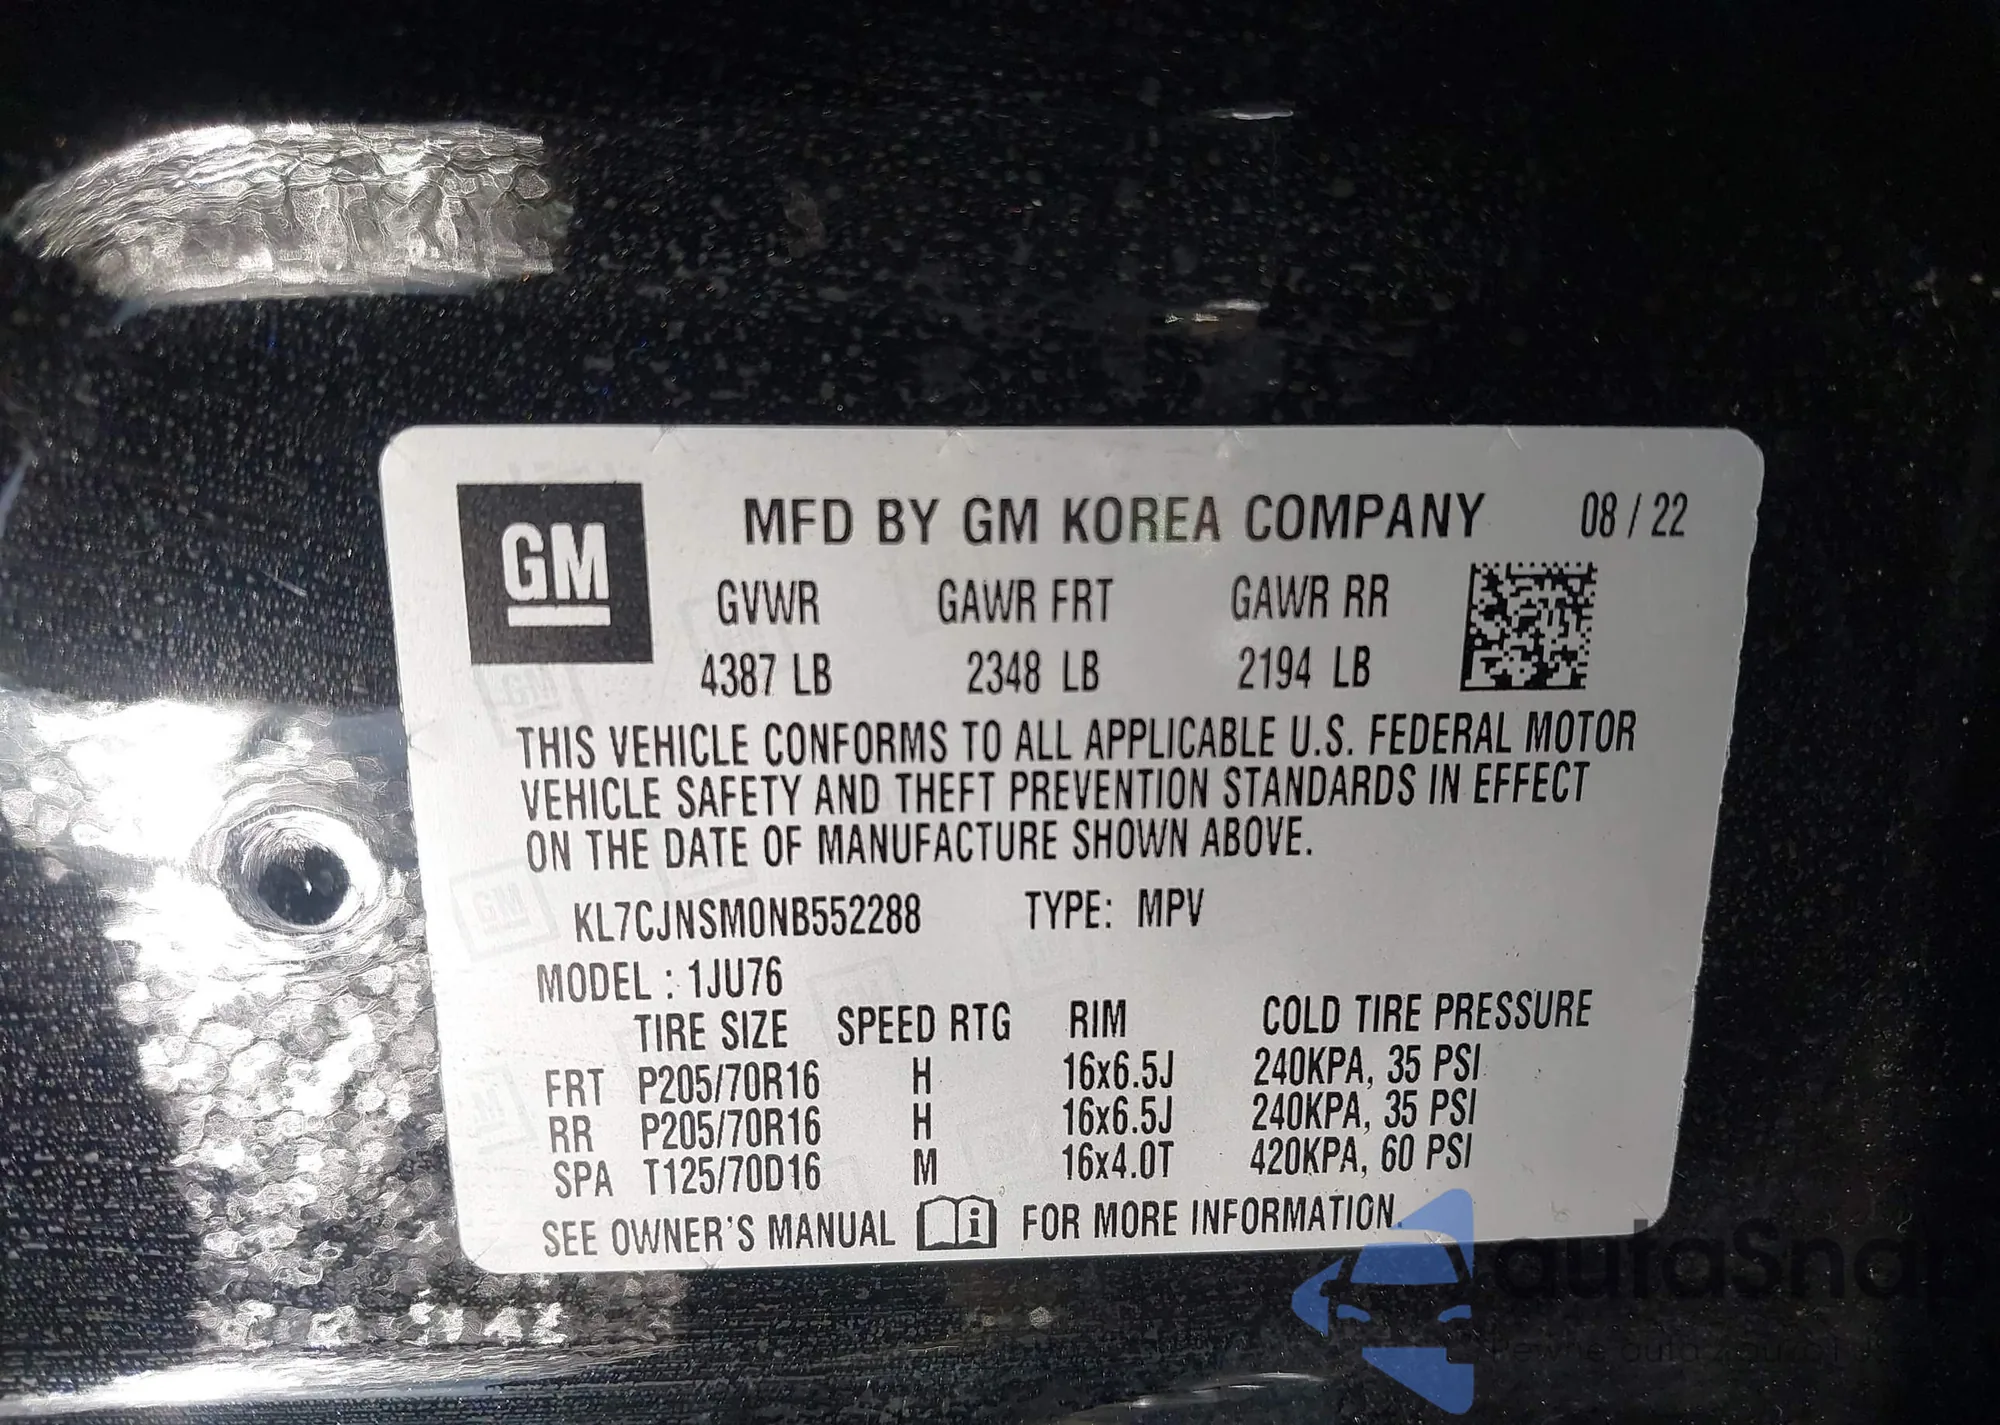 GM
MFD BY GM KOREA COMPANY 08 / 22
GVWR GAWR FRT GAWR RR
4387 LB 2348 LB 2194 LB
THIS VEHICLE CONFORMS TO ALL APPLICABLE U.S. FEDERAL MOTOR
VEHICLE SAFETY AND THEFT PREVENTION STANDARDS IN EFFECT
ON THE DATE OF MANUFACTURE SHOWN ABOVE.
KL7CJNSM0NB552288 TYPE: MPV
MODEL : 1JU76
TIRE SIZE SPEED RTG RIM COLD TIRE PRESSURE
FRT P205/70R16 H 16x6.5J 240KPA, 35 PSI
RR P205/70R16 H 16x6.5J 240KPA, 35 PSI
SPA T125/70D16 M 16x4.0T 420KPA, 60 PSI
SEE OWNER'S MANUAL i FOR MORE INFORMATION.
autaSnap
Pewne auta z